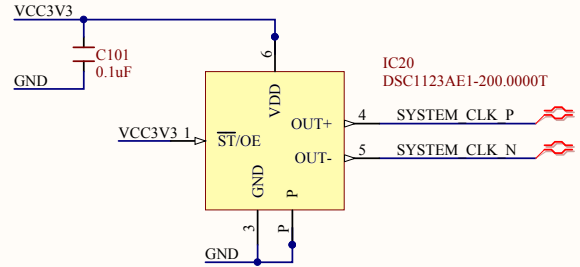 VCC3V3
C101
0.1uF
GND
6
VDD
IC20
DSC1123AE1-200.0000T
OUT+
4
SYSTEM_CLK_P
VCC3V3 1
ST/OE
OUT-
5
SYSTEM_CLK_N
GND
P
3
P
GND